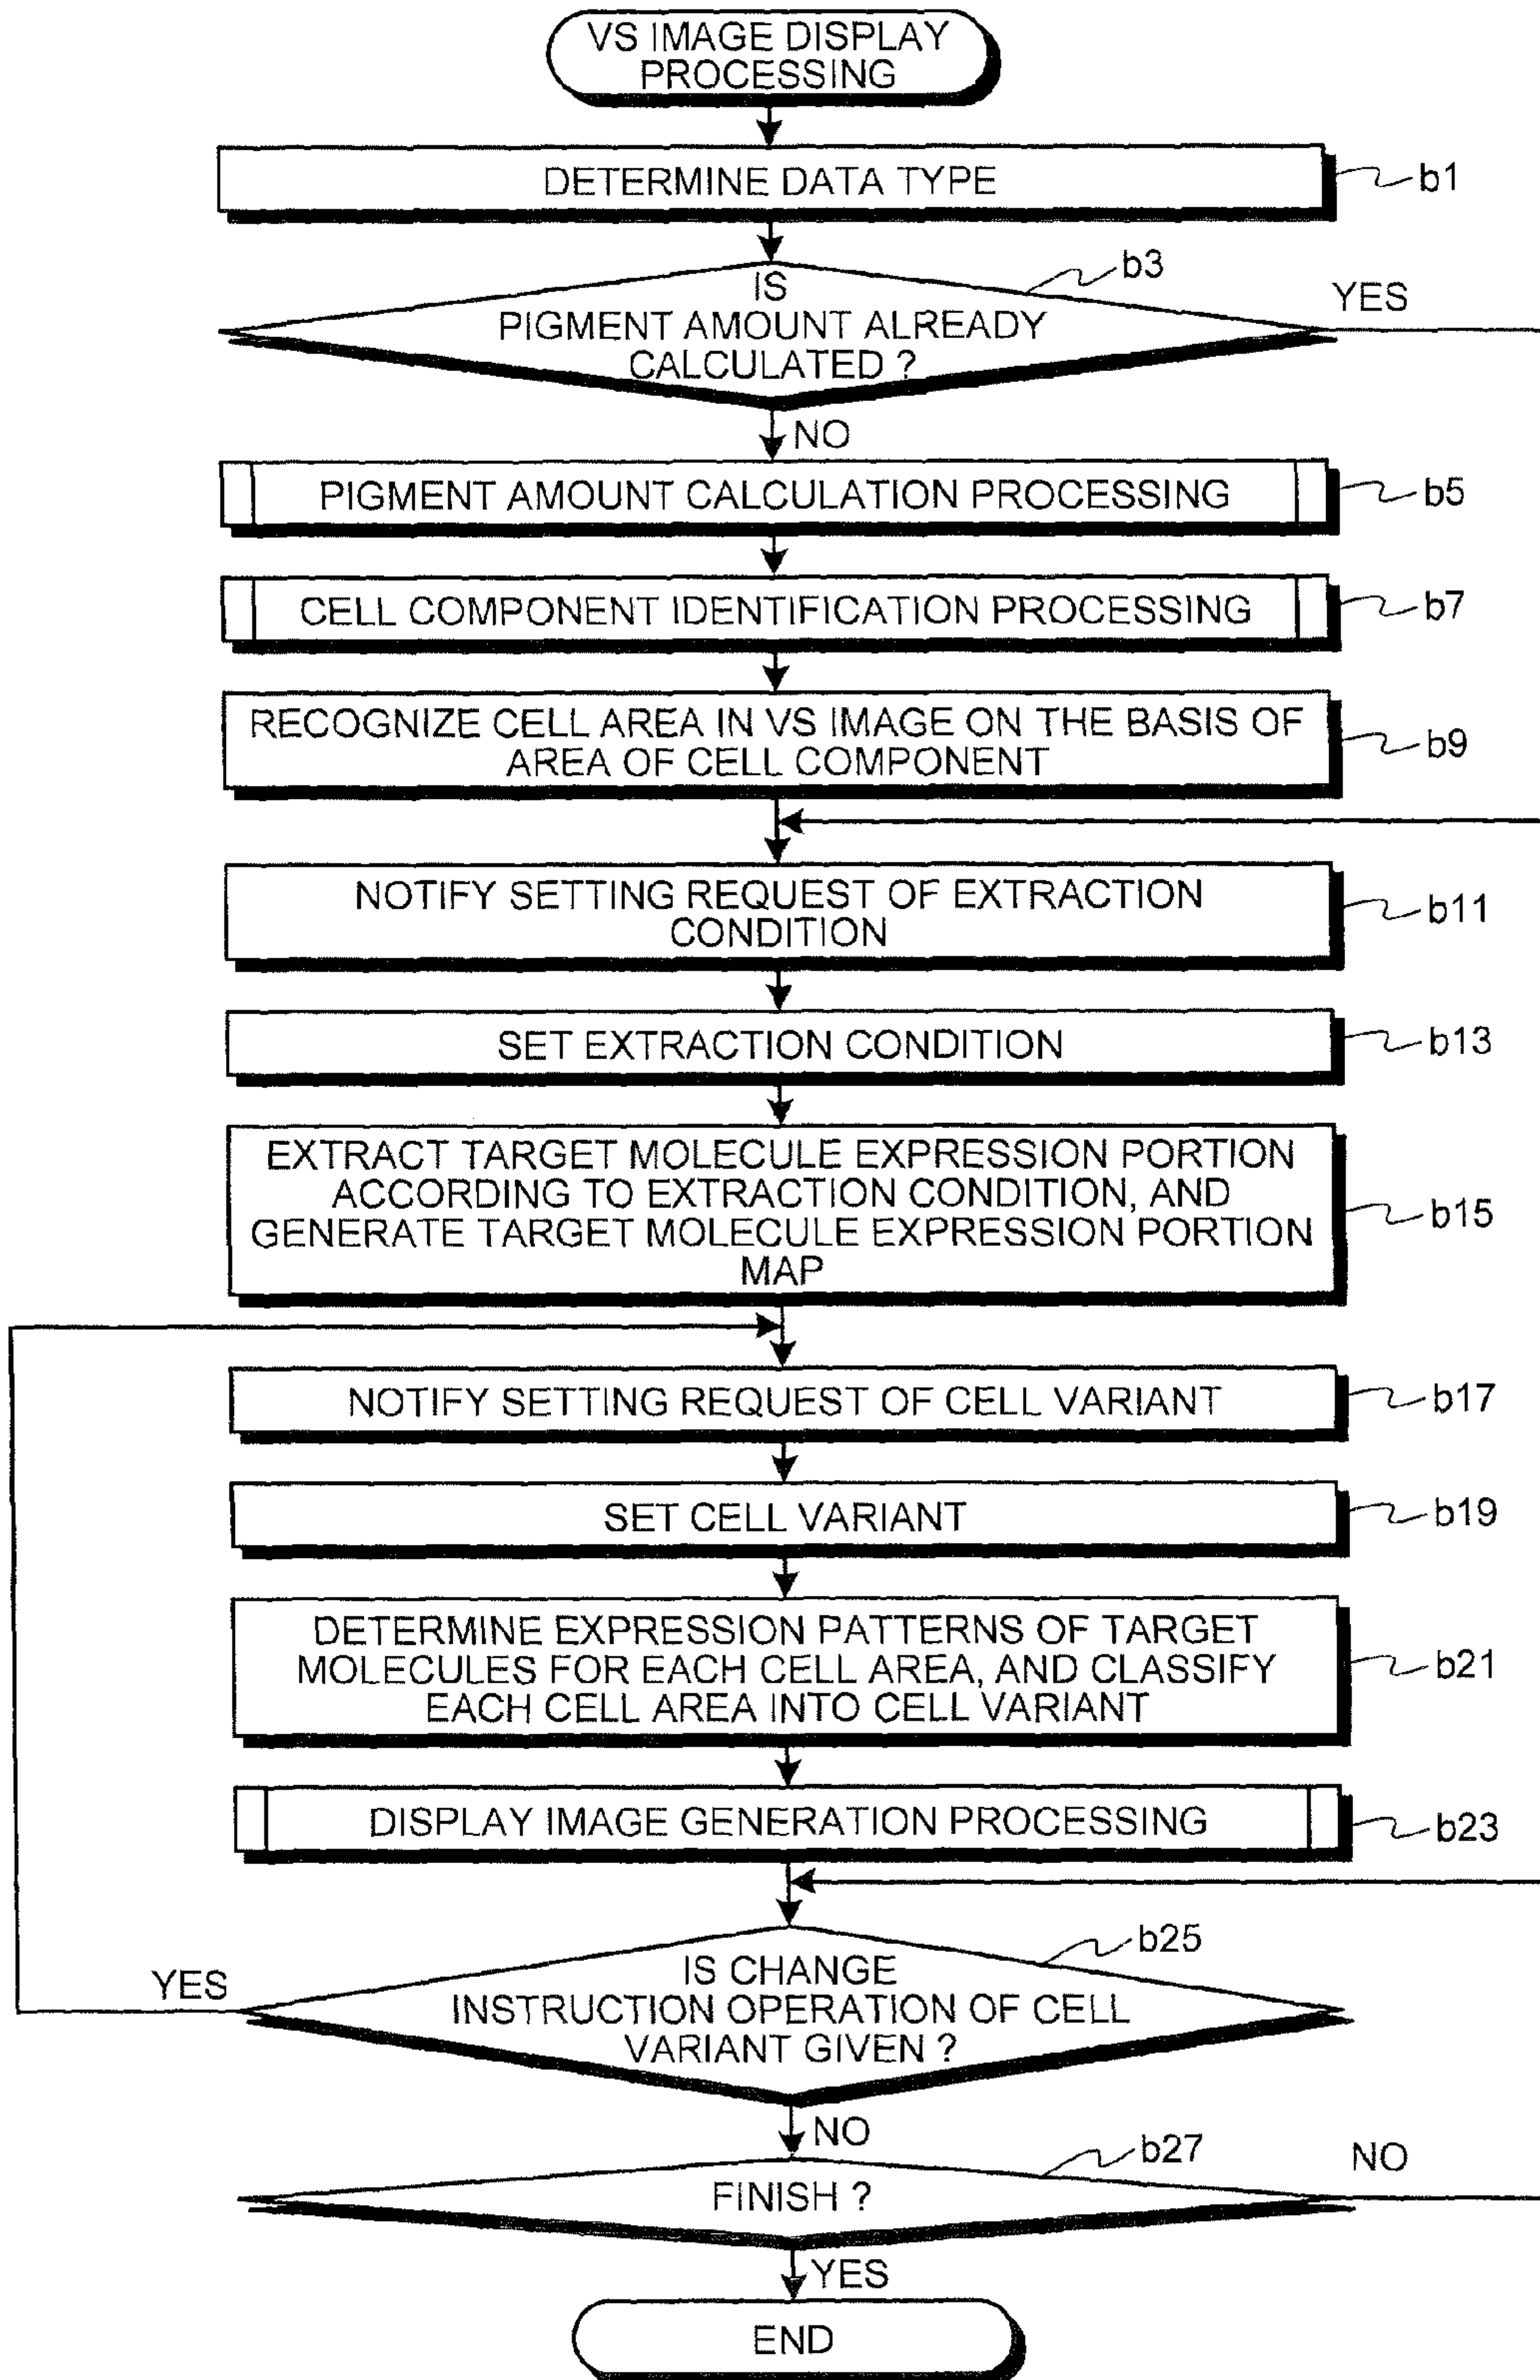 VS IMAGE DISPLAY
PROCESSING
DETERMINE DATA TYPE
b1
b3
IS
PIGMENT AMOUNT ALREADY
CALCULATED ?
YES
NO
PIGMENT AMOUNT CALCULATION PROCESSING
b5
CELL COMPONENT IDENTIFICATION PROCESSING
b7
RECOGNIZE CELL AREA IN VS IMAGE ON THE BASIS OF
AREA OF CELL COMPONENT
b9
NOTIFY SETTING REQUEST OF EXTRACTION
CONDITION
b11
SET EXTRACTION CONDITION
b13
EXTRACT TARGET MOLECULE EXPRESSION PORTION
ACCORDING TO EXTRACTION CONDITION, AND
GENERATE TARGET MOLECULE EXPRESSION PORTION
MAP
b15
NOTIFY SETTING REQUEST OF CELL VARIANT
b17
SET CELL VARIANT
b19
DETERMINE EXPRESSION PATTERNS OF TARGET
MOLECULES FOR EACH CELL AREA, AND CLASSIFY
EACH CELL AREA INTO CELL VARIANT
b21
DISPLAY IMAGE GENERATION PROCESSING
b23
b25
YES
IS CHANGE
INSTRUCTION OPERATION OF CELL
VARIANT GIVEN ?
NO
b27
NO
FINISH ?
YES
END